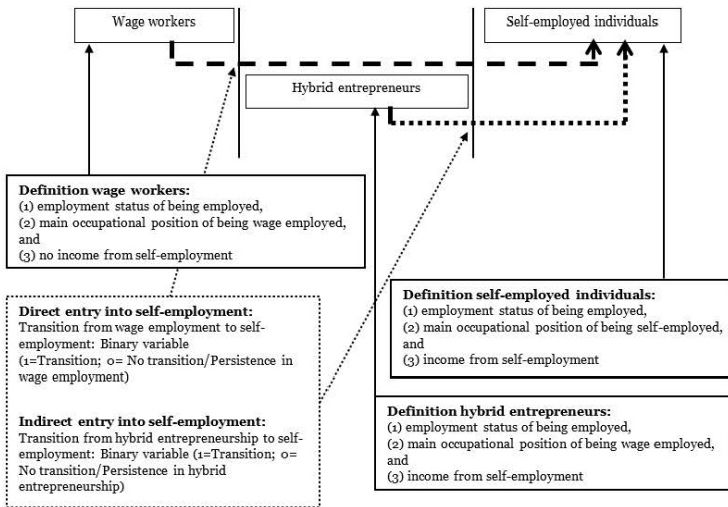 Wage workers
Self-employed individuals
Hybrid entrepreneurs
Definition wage workers:
(1) employment status of being employed,
(2) main occupational position of being wage employed,
and
(3) no income from self-employment
Direct entry into self-employment:
Transition from wage employment to self-
employment: Binary variable
(1=Transition; 0= No transition/Persistence in
wage employment)
Indirect entry into self-employment:
Transition from hybrid entrepreneurship to self-
employment: Binary variable (1=Transition; 0=
No transition/Persistence in hybrid
entrepreneurship)
Definition self-employed individuals:
(1) employment status of being employed,
(2) main occupational position of being self-employed,
and
(3) income from self-employment
Definition hybrid entrepreneurs:
(1) employment status of being employed,
(2) main occupational position of being wage employed,
and
(3) income from self-employment